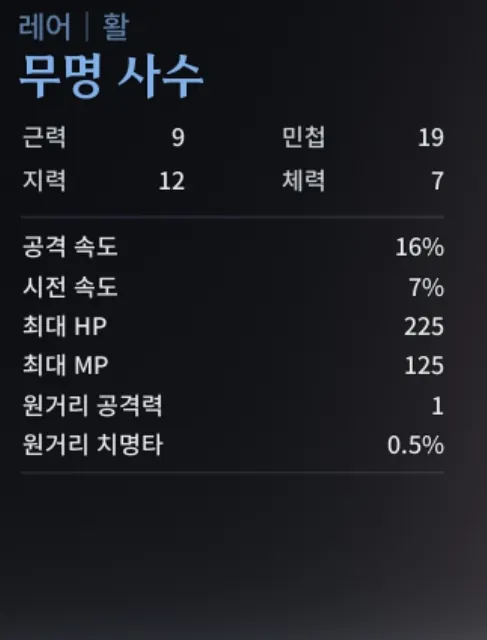 레어 | 활
무명 사수
근력 9 민첩 19
지력 12 체력 7
공격 속도 16%
시전 속도 7%
최대 HP 225
최대 MP 125
원거리 공격력 1
원거리 치명타 0.5%